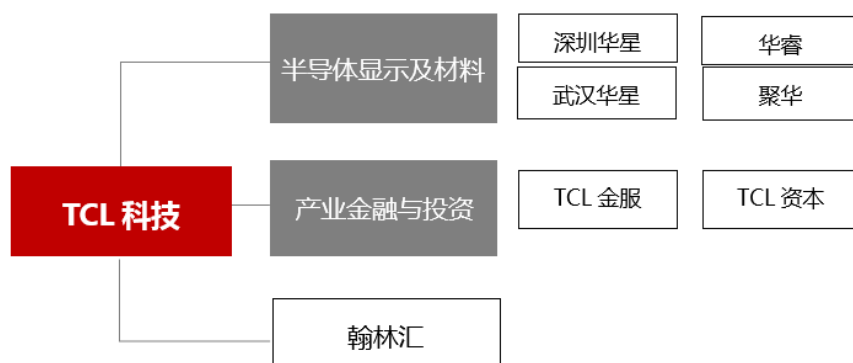 TCL 科技
半导体显示及材料
深圳华星
华睿
武汉华星
聚华
产业金融与投资
TCL 金服
TCL 资本
翰林汇